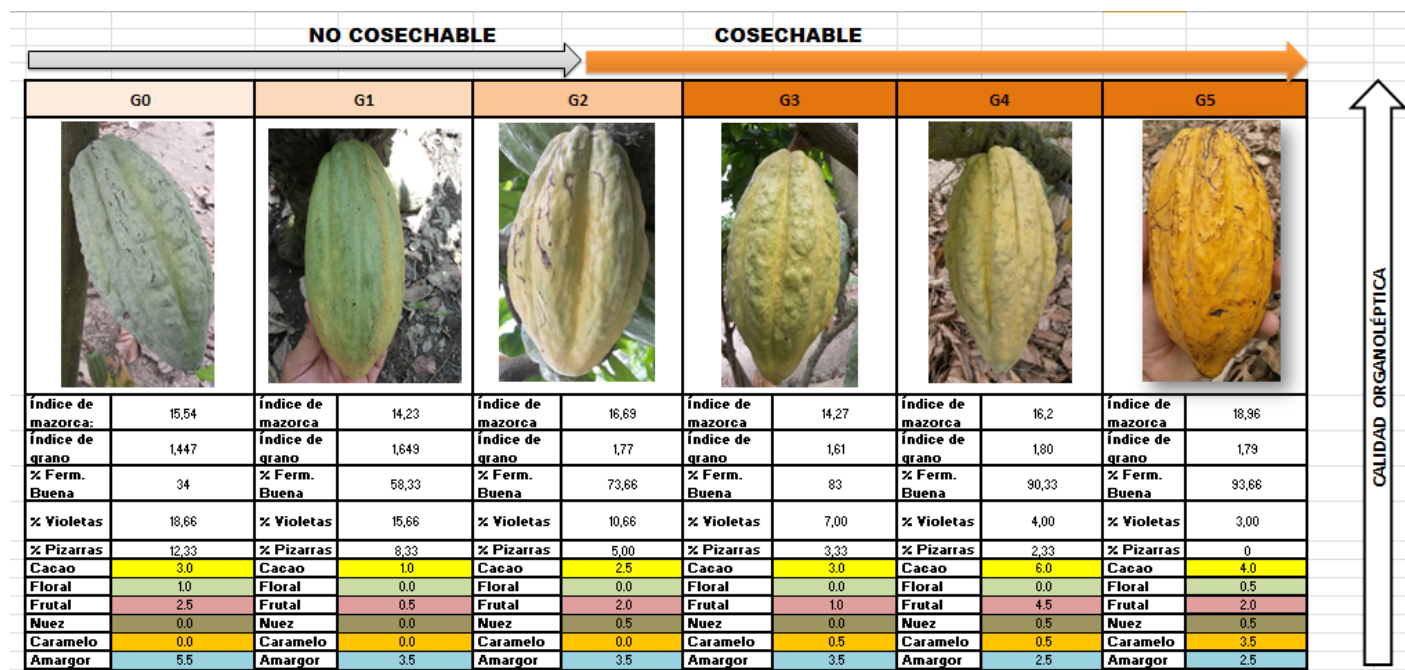 NO COSECHABLE COSECHABLE
G0 G1 G2 G3 G4 G5
índice de mazorca: 15,54 índice de mazorca 14,23 índice de mazorca 16,69 índice de mazorca 14,27 índice de mazorca 16,2 índice de mazorca 18,96
índice de grano 1,447 índice de grano 1,649 índice de grano 1,77 índice de grano 1,61 índice de grano 1,80 índice de grano 1,79
% Ferm. Buena 34 % Ferm. Buena 58,33 % Ferm. Buena 73,66 % Ferm. Buena 83 % Ferm. Buena 90,33 % Ferm. Buena 93,66
% Violetas 18,66 % Violetas 15,66 % Violetas 10,66 % Violetas 7,00 % Violetas 4,00 % Violetas 3,00
% Pizarras 12,33 % Pizarras 8,33 % Pizarras 5,00 % Pizarras 3,33 % Pizarras 2,33 % Pizarras 0
Cacao 3.0 Cacao 1.0 Cacao 2.5 Cacao 3.0 Cacao 6.0 Cacao 4.0
Floral 1.0 Floral 0.0 Floral 0.0 Floral 0.0 Floral 0.0 Floral 0.5
Frutal 2.5 Frutal 0.5 Frutal 2.0 Frutal 1.0 Frutal 4.5 Frutal 2.0
Nuez 0.0 Nuez 0.0 Nuez 0.5 Nuez 0.0 Nuez 0.5 Nuez 0.5
Caramelo 0.0 Caramelo 0.0 Caramelo 0.0 Caramelo 0.5 Caramelo 0.5 Caramelo 3.5
Amargor 5.5 Amargor 3.5 Amargor 3.5 Amargor 3.5 Amargor 2.5 Amargor 2.5
CALIDAD ORGANOLÉPTICA